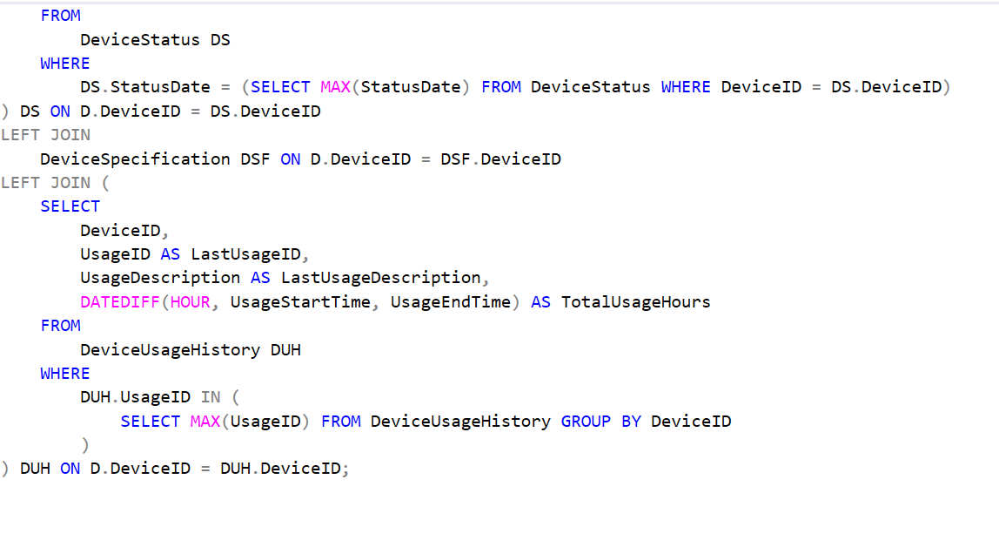 FROM
        DeviceStatus DS
    WHERE
        DS.StatusDate = (SELECT MAX(StatusDate) FROM DeviceStatus WHERE DeviceID = DS.DeviceID)
) DS ON D.DeviceID = DS.DeviceID
LEFT JOIN
    DeviceSpecification DSF ON D.DeviceID = DSF.DeviceID
LEFT JOIN (
    SELECT
        DeviceID,
        UsageID AS LastUsageID,
        UsageDescription AS LastUsageDescription,
        DATEDIFF(HOUR, UsageStartTime, UsageEndTime) AS TotalUsageHours
    FROM
        DeviceUsageHistory DUH
    WHERE
        DUH.UsageID IN (
            SELECT MAX(UsageID) FROM DeviceUsageHistory GROUP BY DeviceID
        )
) DUH ON D.DeviceID = DUH.DeviceID;